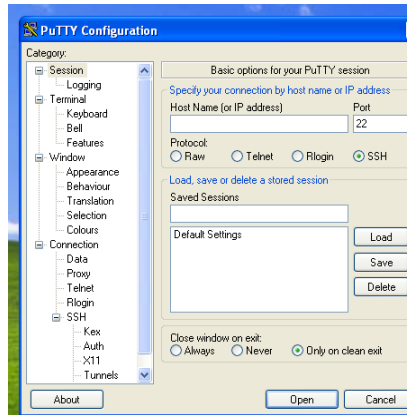 PuTTY Configuration
Category:
Session
Logging
Terminal
Keyboard
Bell
Features
Window
Appearance
Behaviour
Translation
Selection
Colours
Connection
Data
Proxy
Telnet
Rlogin
SSH
Kex
Auth
X11
Tunnels
Basic options for your PuTTY session
Specify your connection by host name or IP address
Host Name (or IP address) Port
22
Protocol:
Raw Telnet Rlogin SSH
Load, save or delete a stored session
Saved Sessions
Default Settings
Load
Save
Delete
Close window on exit:
Always Never Only on clean exit
About Open Cancel